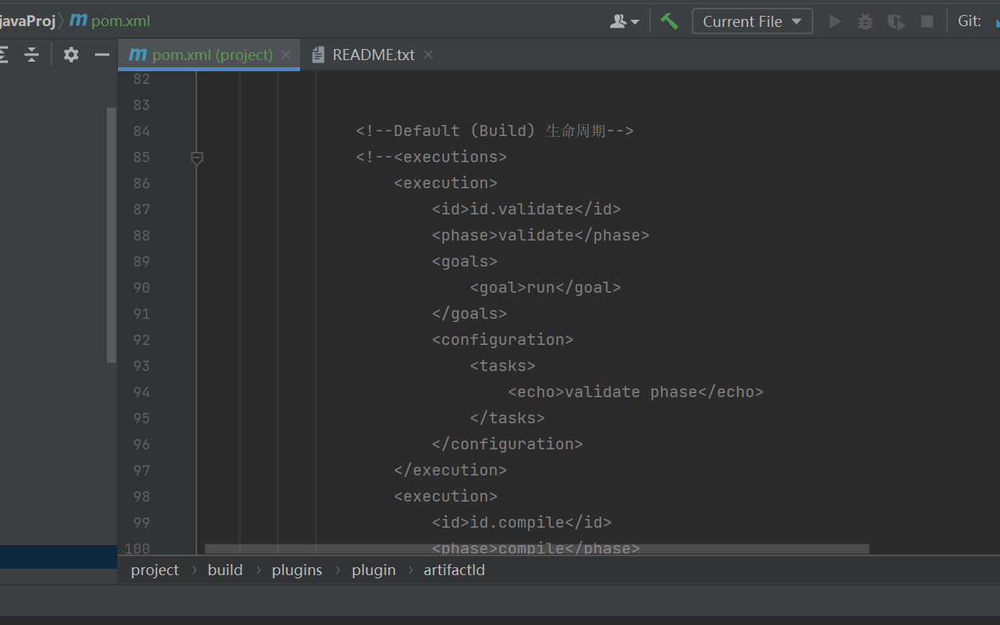 javaProj pom.xml
Current File Git:
pom.xml (project) README.txt
82
83
84 <!--Default (Build) 生命周期-->
85 <!--<executions>
86 <execution>
87 <id>id.validate</id>
88 <phase>validate</phase>
89 <goals>
90 <goal>run</goal>
91 </goals>
92 <configuration>
93 <tasks>
94 <echo>validate phase</echo>
95 </tasks>
96 </configuration>
97 </execution>
98 <execution>
99 <id>id.compile</id>
100 <phase>compile</phase>
project › build › plugins › plugin › artifactId